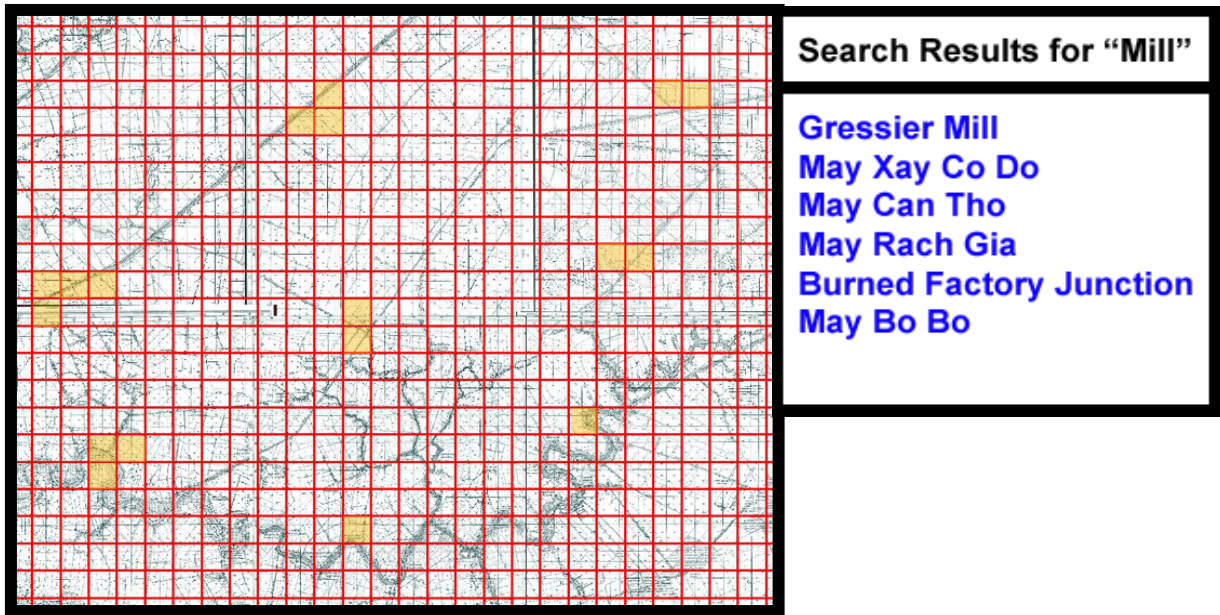 Search Results for “Mill”
Gressier Mill
May Xay Co Do
May Can Tho
May Rach Gia
Burned Factory Junction
May Bo Bo